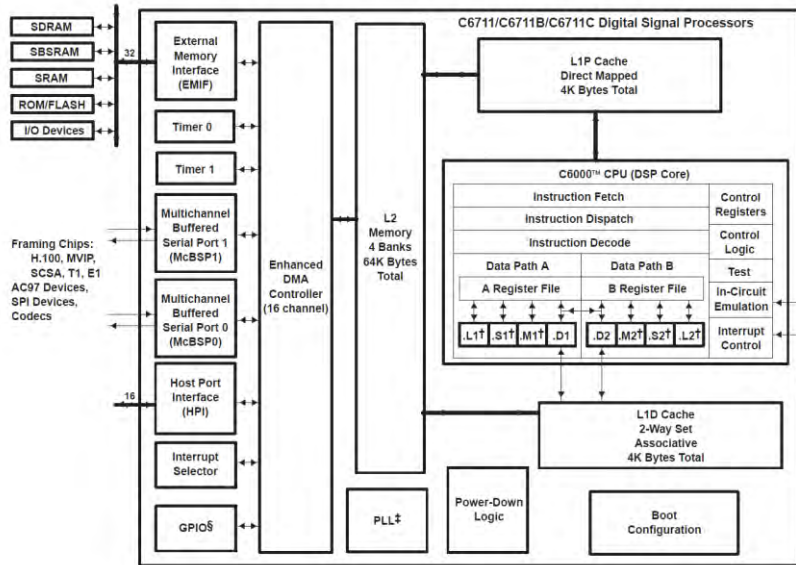 C6711/C6711B/C6711C Digital Signal Processors
SDRAM
SBSRAM
SRAM
ROM/FLASH
I/O Devices
32
External
Memory
Interface
(EMIF)
Timer 0
Timer 1
Framing Chips:
H.100, MVIP,
SCSA, T1, E1
AC97 Devices,
SPI Devices,
Codecs
Multichannel
Buffered
Serial Port 1
(McBSP1)
Multichannel
Buffered
Serial Port 0
(McBSP0)
16
Host Port
Interface
(HPI)
Interrupt
Selector
GPIO§
Enhanced
DMA
Controller
(16 channel)
L2
Memory
4 Banks
64K Bytes
Total
PLL‡
L1P Cache
Direct Mapped
4K Bytes Total
C6000™ CPU (DSP Core)
Instruction Fetch
Instruction Dispatch
Instruction Decode
Data Path A
Data Path B
A Register File
B Register File
.L1† .S1† .M1† .D1
.D2 .M2† .S2† .L2†
Control
Registers
Control
Logic
Test
In-Circuit
Emulation
Interrupt
Control
L1D Cache
2-Way Set
Associative
4K Bytes Total
Power-Down
Logic
Boot
Configuration